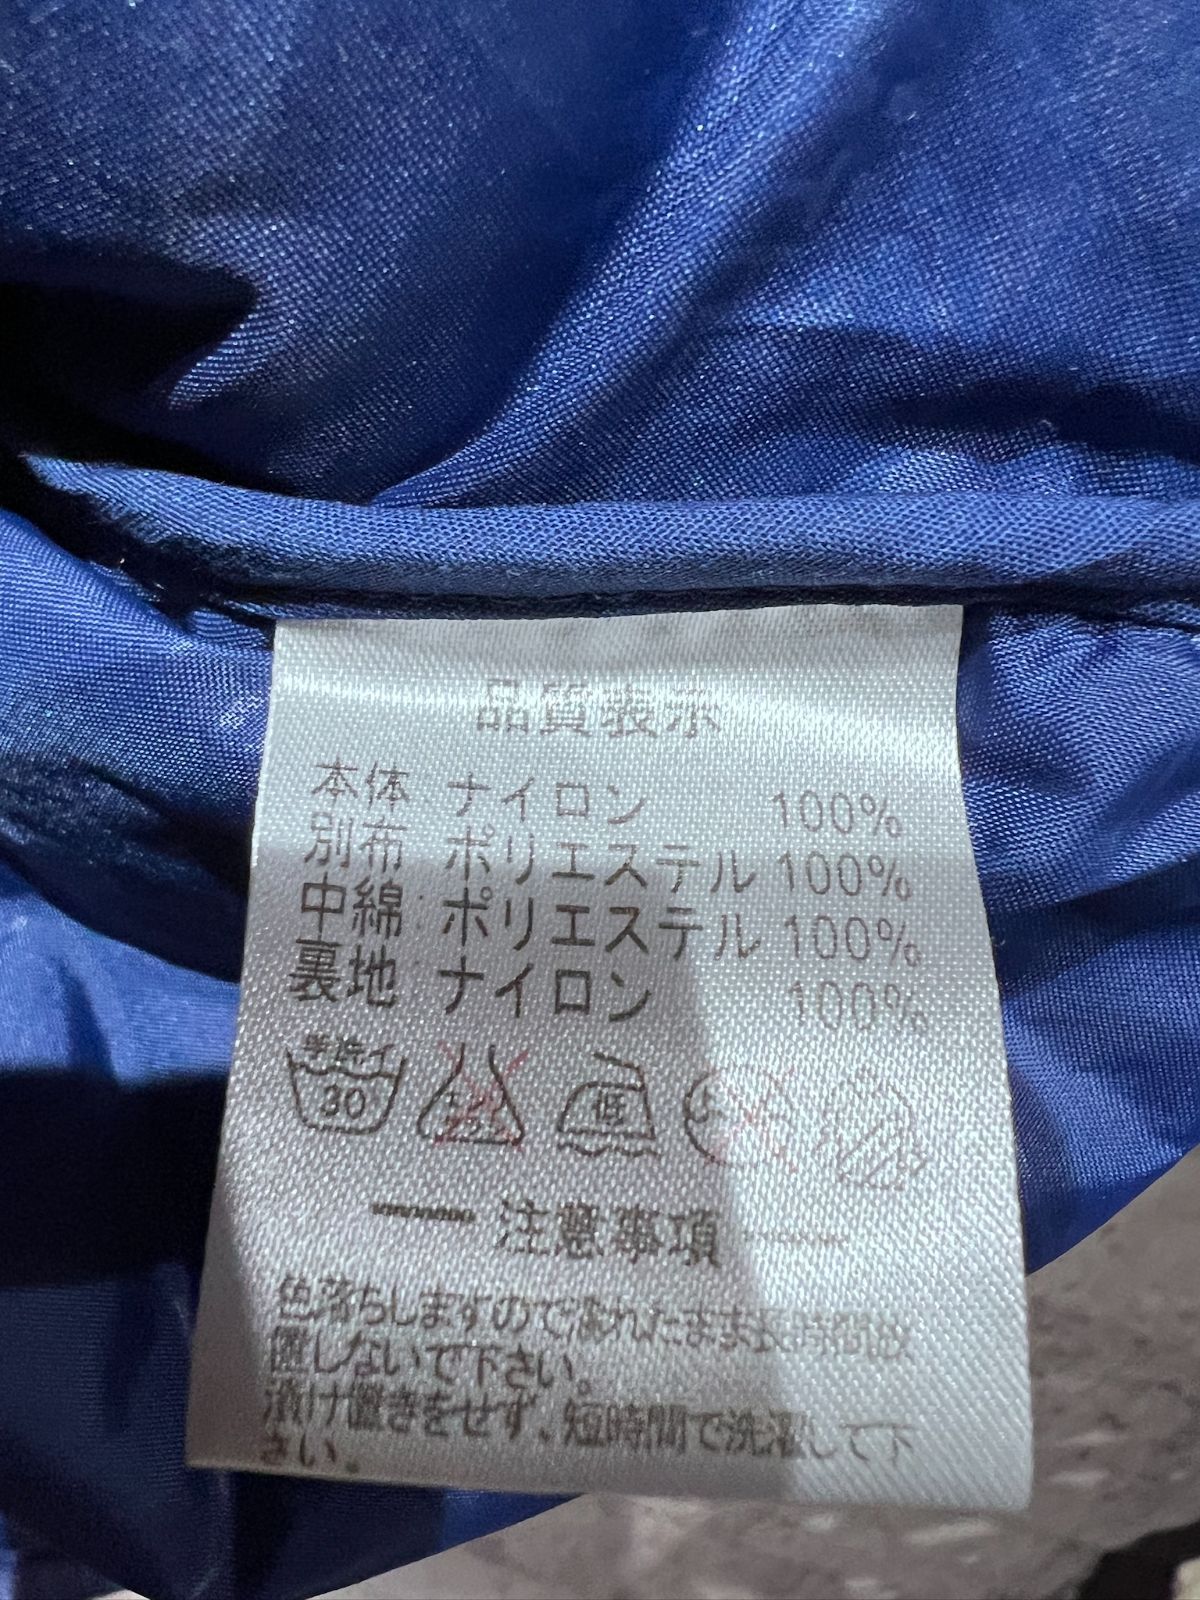 品質表示
本体 ナイロン 100%
別布 ポリエステル 100%
中綿 ポリエステル 100%
裏地 ナイロン 100%
手洗イ
30
低
注意事項
色落ちしますので濡れたまま長時間放
置しないで下さい。
漬け置きをせず、短時間で洗濯して下
さい。